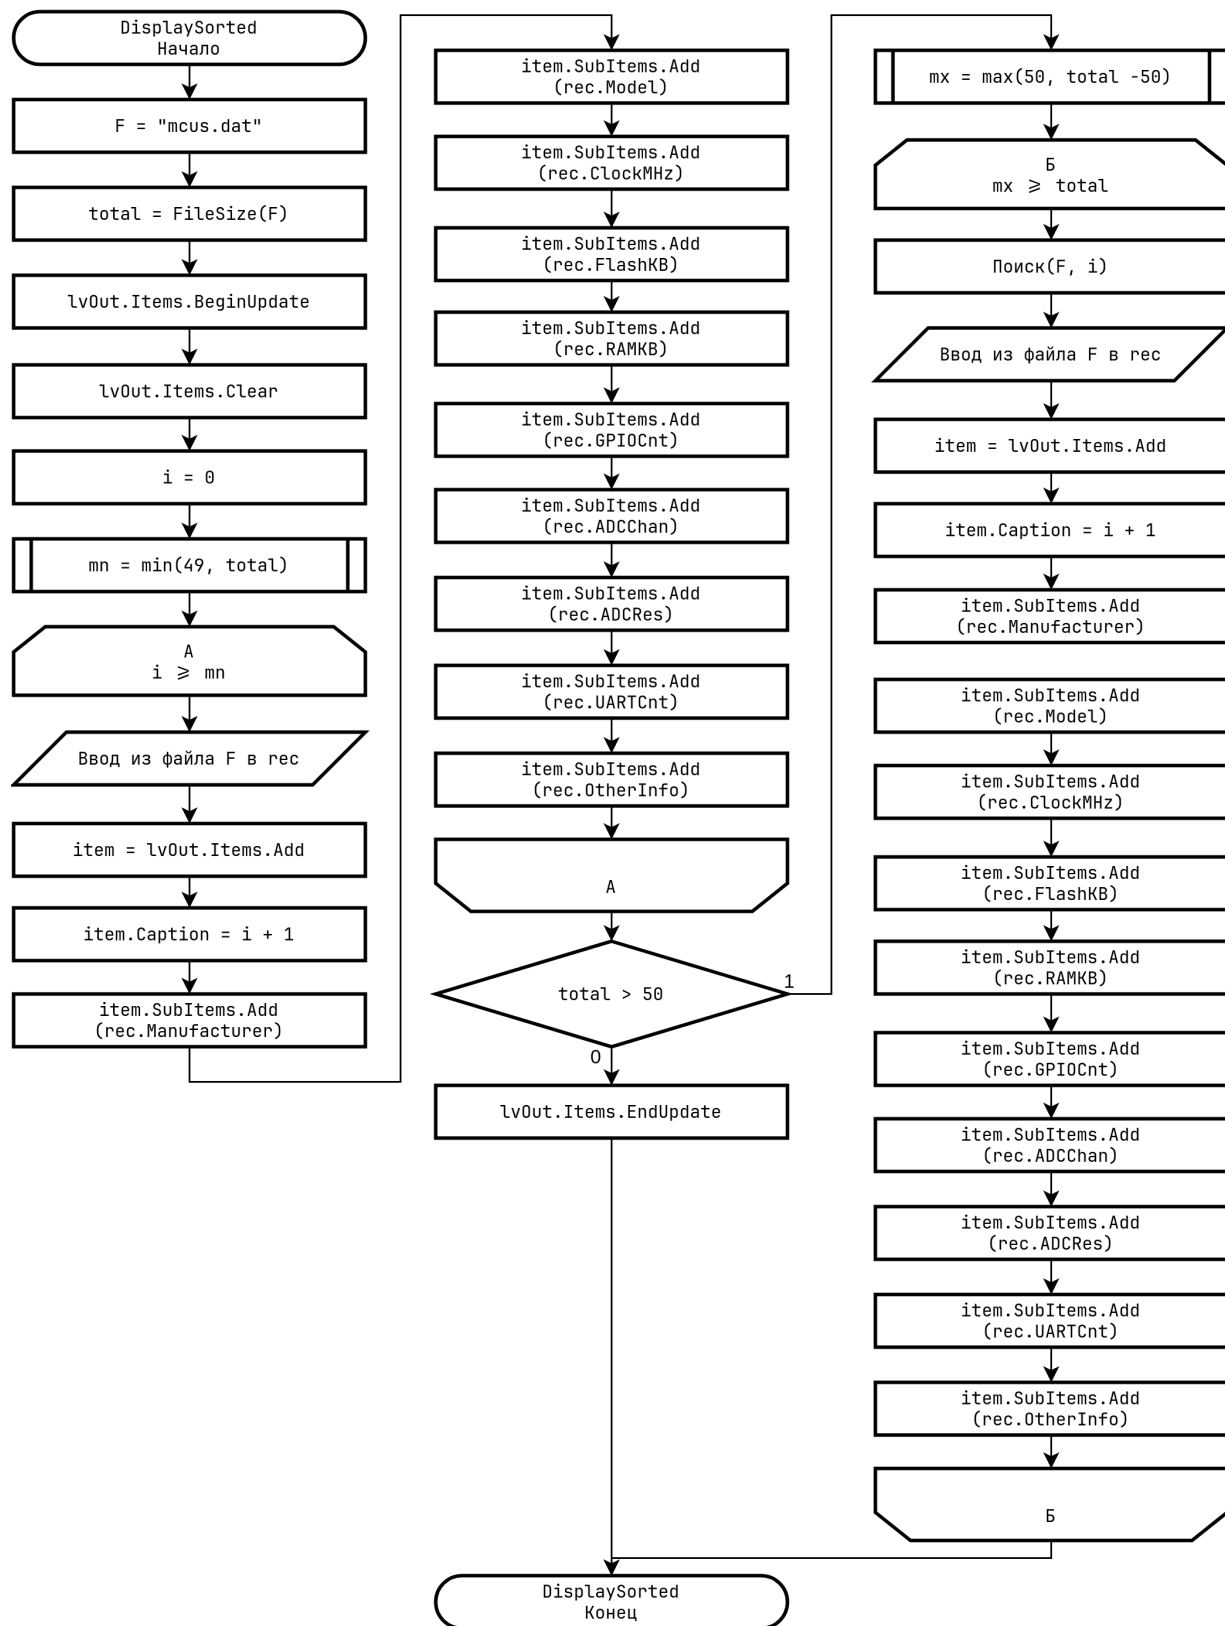 DisplaySorted
Начало
F = "mcus.dat"
total = FileSize(F)
lvOut.Items.BeginUpdate
lvOut.Items.Clear
i = 0
mn = min(49, total)
А
i ⩾ mn
Ввод из файла F в rec
item = lvOut.Items.Add
item.Caption = i + 1
item.SubItems.Add
(rec.Manufacturer)
item.SubItems.Add
(rec.Model)
item.SubItems.Add
(rec.ClockMHz)
item.SubItems.Add
(rec.FlashKB)
item.SubItems.Add
(rec.RAMKB)
item.SubItems.Add
(rec.GPIOCnt)
item.SubItems.Add
(rec.ADCChan)
item.SubItems.Add
(rec.ADCRes)
item.SubItems.Add
(rec.UARTCnt)
item.SubItems.Add
(rec.OtherInfo)
А
total > 50
1
0
lvOut.Items.EndUpdate
mx = max(50, total -50)
Б
mx ⩾ total
Поиск(F, i)
Ввод из файла F в rec
item = lvOut.Items.Add
item.Caption = i + 1
item.SubItems.Add
(rec.Manufacturer)
item.SubItems.Add
(rec.Model)
item.SubItems.Add
(rec.ClockMHz)
item.SubItems.Add
(rec.FlashKB)
item.SubItems.Add
(rec.RAMKB)
item.SubItems.Add
(rec.GPIOCnt)
item.SubItems.Add
(rec.ADCChan)
item.SubItems.Add
(rec.ADCRes)
item.SubItems.Add
(rec.UARTCnt)
item.SubItems.Add
(rec.OtherInfo)
Б
DisplaySorted
Конец